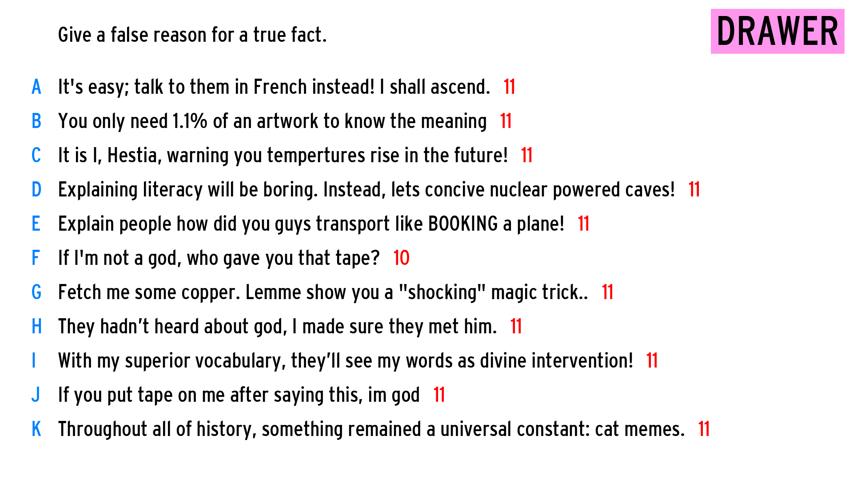 Give a false reason for a true fact.
DRAWER
A It's easy; talk to them in French instead! I shall ascend. 11
B You only need 1.1% of an artwork to know the meaning 11
C It is I, Hestia, warning you tempertures rise in the future! 11
D Explaining literacy will be boring. Instead, lets concive nuclear powered caves! 11
E Explain people how did you guys transport like BOOKING a plane! 11
F If I'm not a god, who gave you that tape? 10
G Fetch me some copper. Lemme show you a "shocking" magic trick.. 11
H They hadn’t heard about god, I made sure they met him. 11
I With my superior vocabulary, they’ll see my words as divine intervention! 11
J If you put tape on me after saying this, im god 11
K Throughout all of history, something remained a universal constant: cat memes. 11